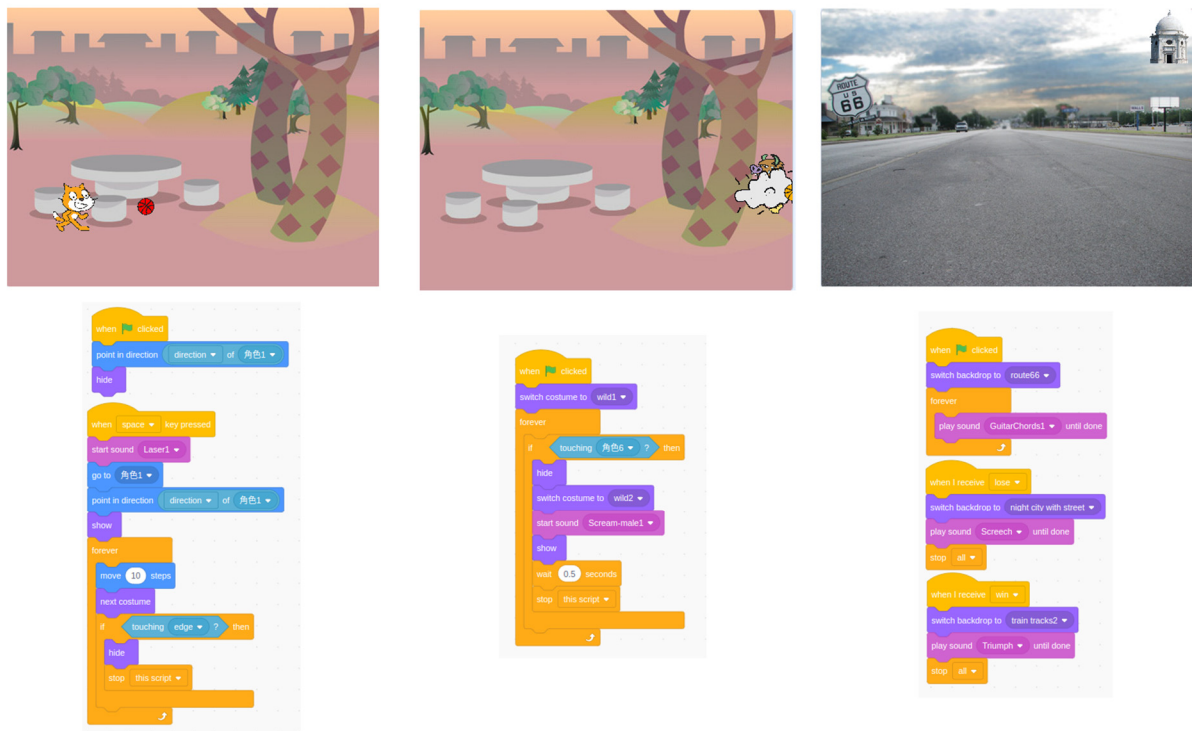 ROUTE
U S
66
when clicked
point in direction direction of 角色1
hide
when space key pressed
start sound Laser1
go to 角色1
point in direction direction of 角色1
show
forever
move 10 steps
next costume
if touching edge ? then
hide
stop this script
when clicked
switch costume to wild1
forever
if touching 角色6 ? then
hide
switch costume to wild2
start sound Scream-male1
show
wait 0.5 seconds
stop this script
when clicked
switch backdrop to route66
forever
play sound GuitarChords1 until done
when I receive lose
switch backdrop to night city with street
play sound Screech until done
stop all
when I receive win
switch backdrop to train tracks2
play sound Triumph until done
stop all